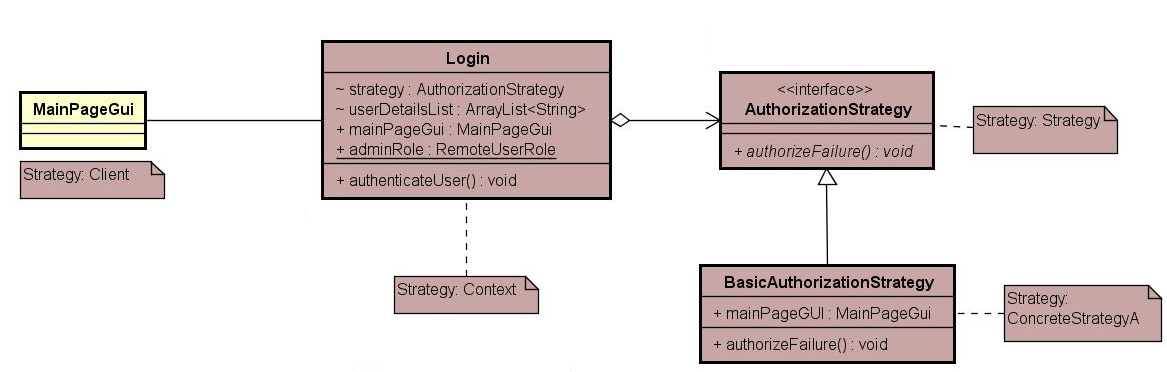 MainPageGui
Strategy: Client
Login
~ strategy : AuthorizationStrategy
~ userDetailsList : ArrayList<String>
+ mainPageGui : MainPageGui
+ adminRole : RemoteUserRole
+ authenticateUser() : void
Strategy: Context
<<interface>>
AuthorizationStrategy
+ authorizeFailure() : void
Strategy: Strategy
BasicAuthorizationStrategy
+ mainPageGUI : MainPageGui
+ authorizeFailure() : void
Strategy:
ConcreteStrategyA